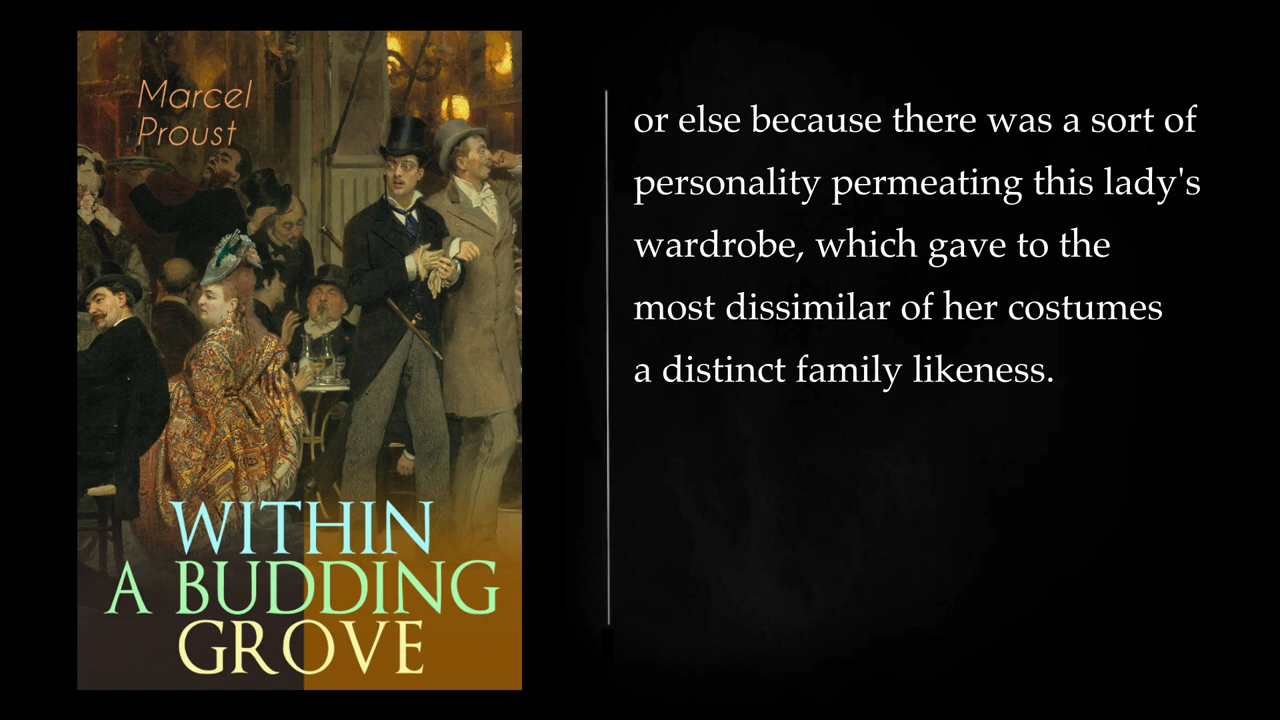 Marcel
Proust
WITHIN
A BUDDING
GROVE
or else because there was a sort of
personality permeating this lady's
wardrobe, which gave to the
most dissimilar of her costumes
a distinct family likeness.